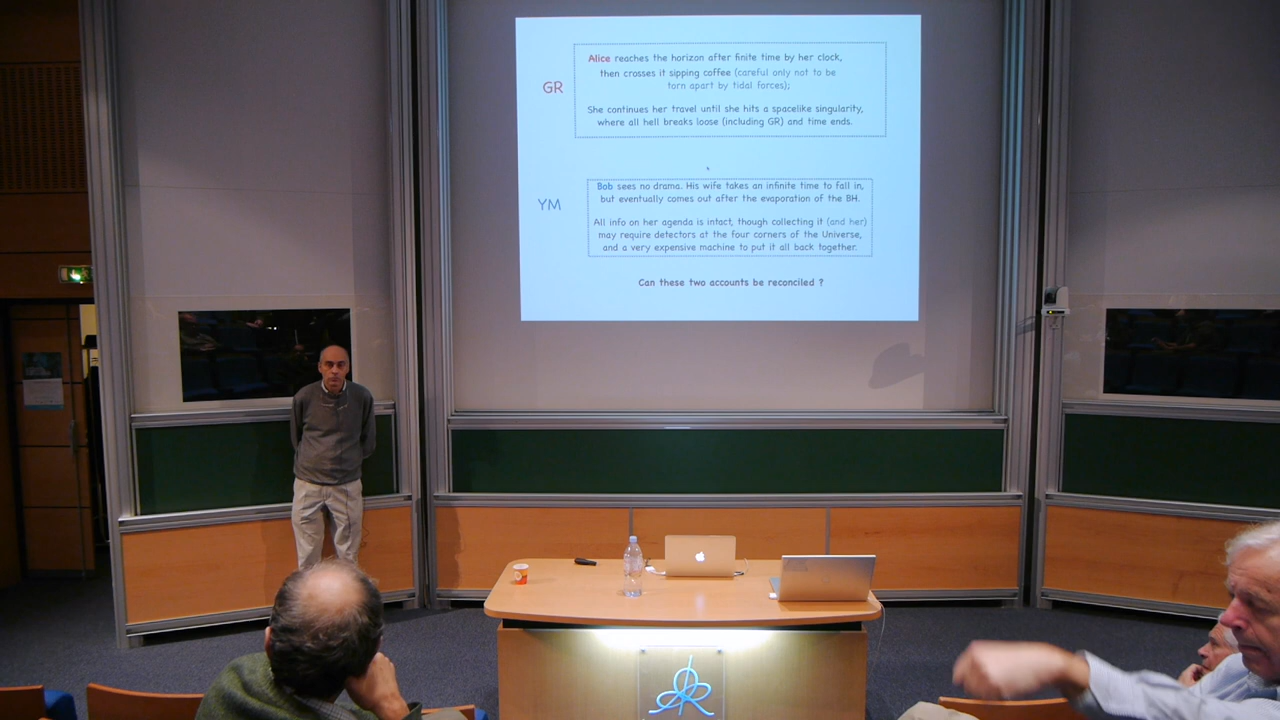 GR
Alice reaches the horizon after finite time by her clock,
then crosses it sipping coffee (careful only not to be
torn apart by tidal forces);
She continues her travel until she hits a spacelike singularity,
where all hell breaks loose (including GR) and time ends.
YM
Bob sees no drama. His wife takes an infinite time to fall in,
but eventually comes out after the evaporation of the BH.
All info on her agenda is intact, though collecting it (and her)
may require detectors at the four corners of the Universe,
and a very expensive machine to put it all back together.
Can these two accounts be reconciled ?